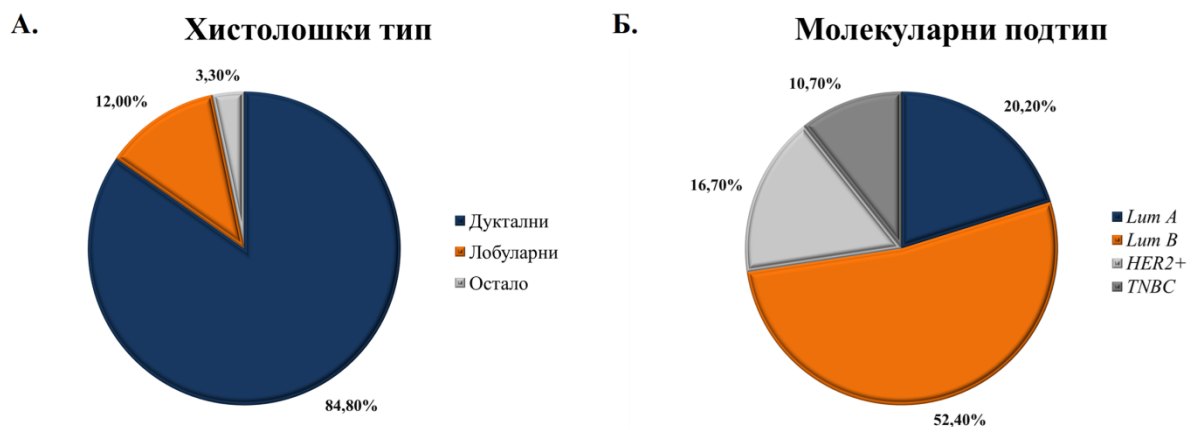 А.
Хистолошки тип
3,30%
12,00%
84,80%
Дуктални
Лобуларни
Остало
Б.
Молекуларни подтип
10,70%
20,20%
16,70%
52,40%
Lum A
Lum B
HER2+
TNBC